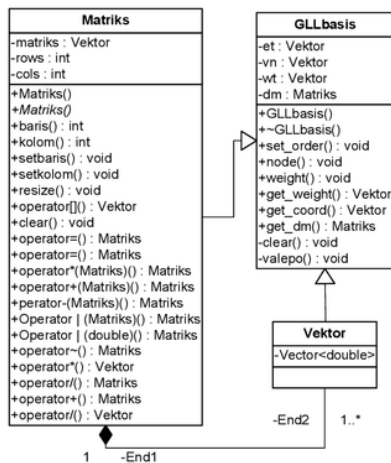 Matriks
-matriks : Vektor
-rows : int
-cols : int
+Matriks()
+Matriks()
+baris() : int
+kolom() : int
+setbaris() : void
+setkolom() : void
+resize() : void
+operator[]() : Vektor
+clear() : void
+operator=() : Matriks
+operator=() : Matriks
+operator*(Matriks)() : Matriks
+operator+(Matriks)() : Matriks
+perator-(Matriks)() : Matriks
+Operator | (Matriks)() : Matriks
+Operator | (double)() : Matriks
+operator~() : Matriks
+operator*() : Vektor
+operator/() : Matriks
+operator+() : Matriks
+operator/() : Vektor
GLLbasis
-et : Vektor
-vn : Vektor
-wt : Vektor
-dm : Matriks
+GLLbasis()
+~GLLbasis()
+set_order() : void
+node() : void
+weight() : void
+get_weight() : Vektor
+get_coord() : Vektor
+get_dm() : Matriks
-clear() : void
-valepo() : void
Vektor
-Vector<double>
-End2
1..*
1
-End1